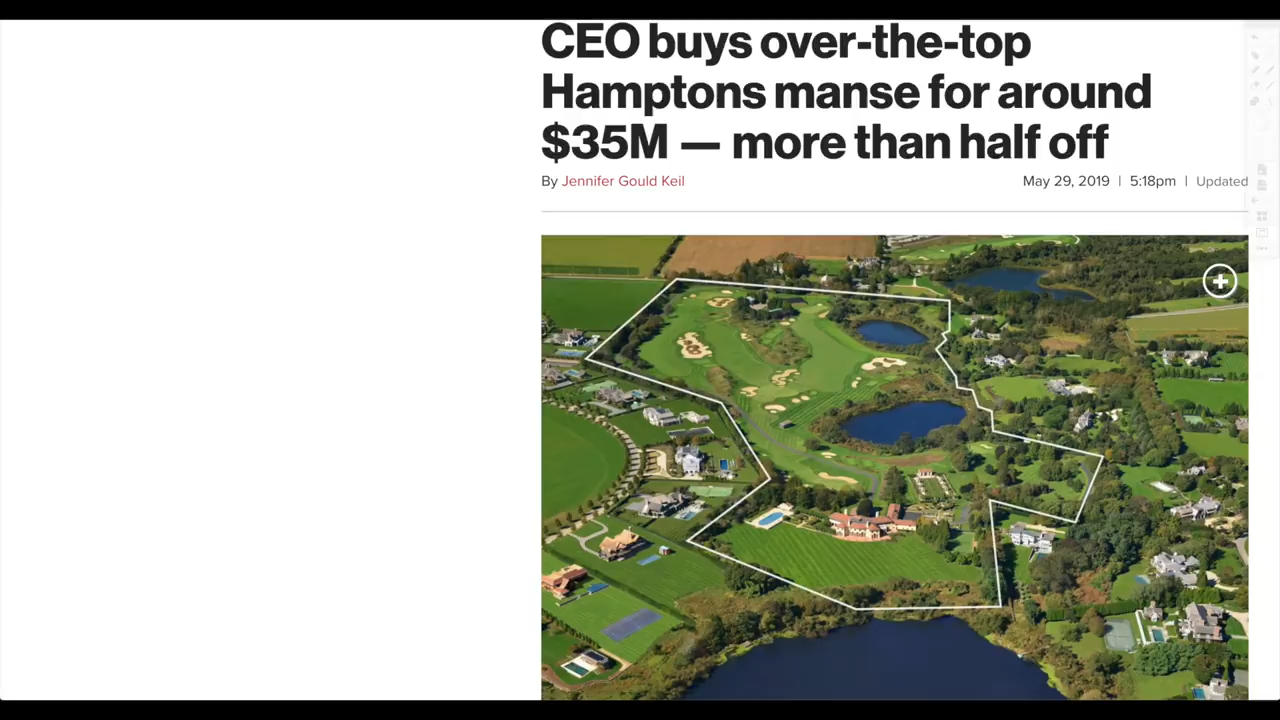 CEO buys over-the-top
Hamptons manse for around
$35M — more than half off
By Jennifer Gould Keil
May 29, 2019 | 5:18pm | Updated